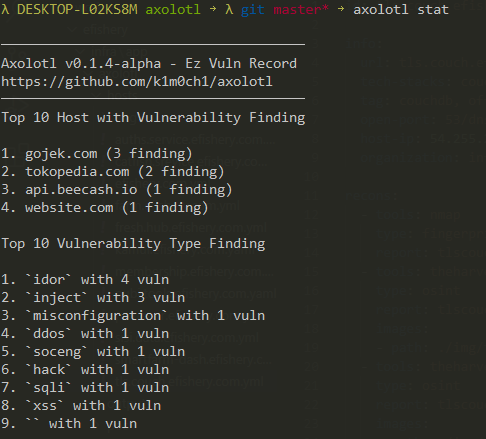 λ DESKTOP-L02KS8M axolotl → λ git master* → axolotl stat
Axolotl v0.1.4-alpha - Ez Vuln Record
https://github.com/k1m0ch1/axolotl
Top 10 Host with Vulnerability Finding
1. gojek.com (3 finding)
2. tokopedia.com (2 finding)
3. api.beecash.io (1 finding)
4. website.com (1 finding)
Top 10 Vulnerability Type Finding
1. `idor` with 4 vuln
2. `inject` with 3 vuln
3. `misconfiguration` with 1 vuln
4. `ddos` with 1 vuln
5. `soceng` with 1 vuln
6. `hack` with 1 vuln
7. `sqli` with 1 vuln
8. `xss` with 1 vuln
9. `` with 1 vuln